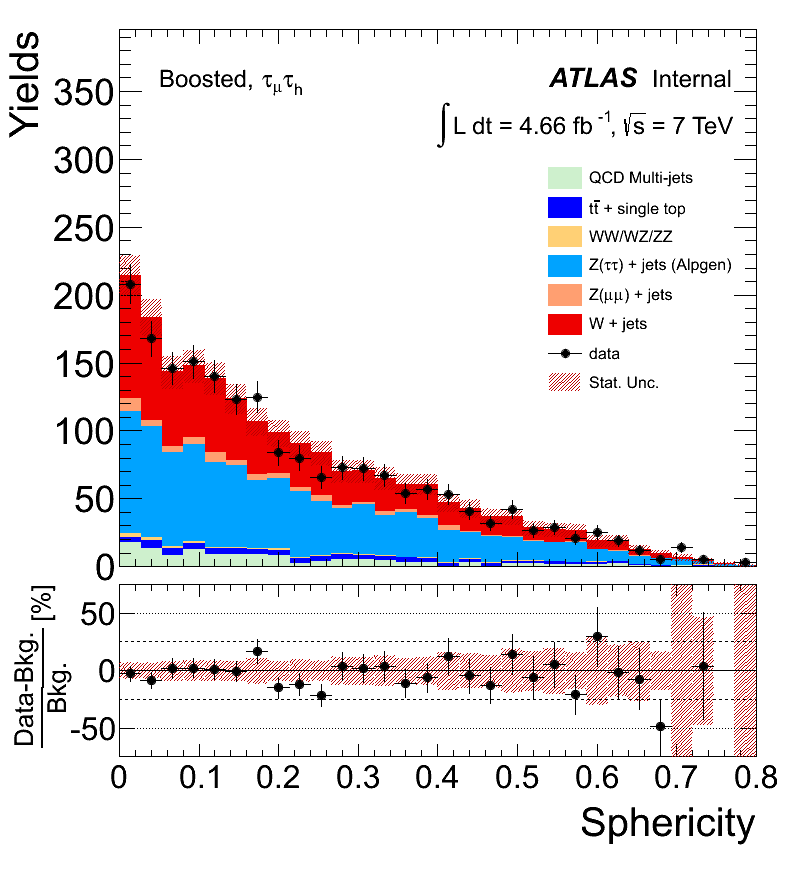 Yields
Boosted, τμτh
ATLAS Internal
∫L dt = 4.66 fb⁻¹, √s = 7 TeV
QCD Multi-jets
tt̄ + single top
WW/WZ/ZZ
Z(ττ) + jets (Alpgen)
Z(μμ) + jets
W + jets
data
Stat. Unc.
350
300
250
200
150
100
50
0
Data-Bkg.
Bkg.
[%]
50
0
-50
0 0.1 0.2 0.3 0.4 0.5 0.6 0.7 0.8
Sphericity